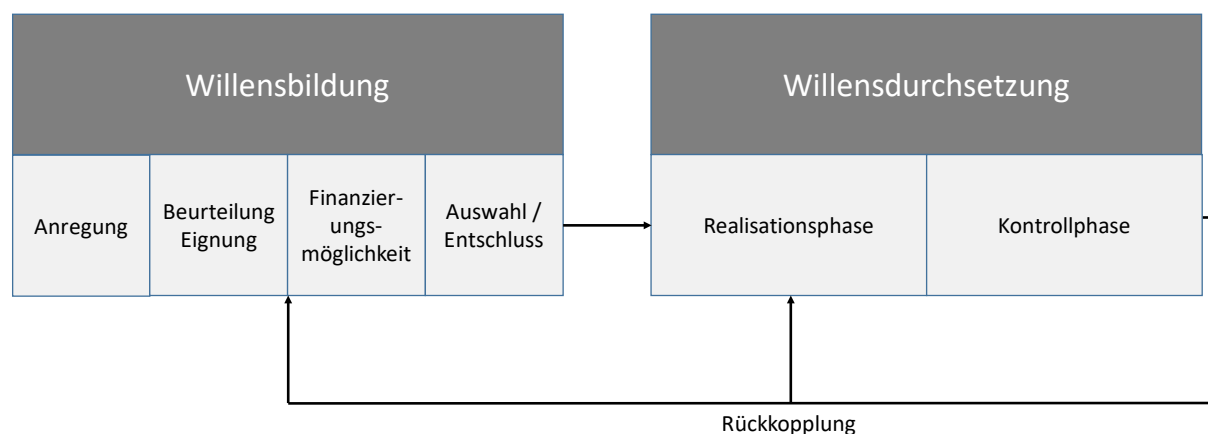 Willensbildung
Willensdurchsetzung
Anregung
Beurteilung
Eignung
Finanzier-
ungs-
möglichkeit
Auswahl /
Entschluss
Realisationsphase
Kontrollphase
Rückkopplung